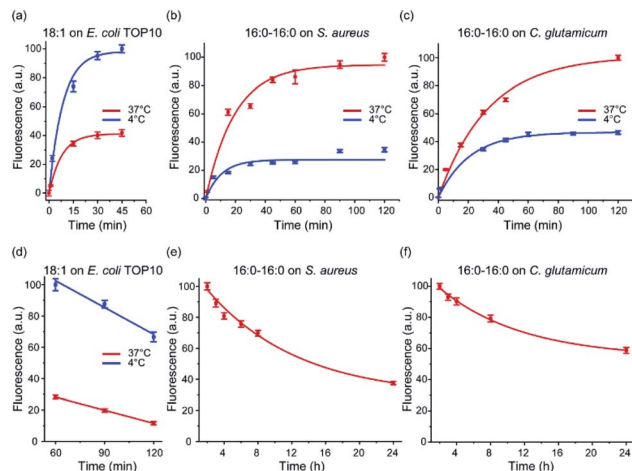 (a)
18:1 on E. coli TOP10
Fluorescence (a.u.)
100
80
60
40
20
0
37°C
4°C
0 15 30 45 60
Time (min)
(b)
16:0-16:0 on S. aureus
Fluorescence (a.u.)
100
80
60
40
20
0
37°C
4°C
0 20 40 60 80 100 120
Time (min)
(c)
16:0-16:0 on C. glutamicum
Fluorescence (a.u.)
100
80
60
40
20
0
37°C
4°C
0 20 40 60 80 100 120
Time (min)
(d)
18:1 on E. coli TOP10
Fluorescence (a.u.)
100
80
60
40
20
0
37°C
4°C
60 90 120
Time (min)
(e)
16:0-16:0 on S. aureus
Fluorescence (a.u.)
100
80
60
40
20
0
4 8 12 16 20 24
Time (h)
(f)
16:0-16:0 on C. glutamicum
Fluorescence (a.u.)
100
80
60
40
20
0
4 8 12 16 20 24
Time (h)